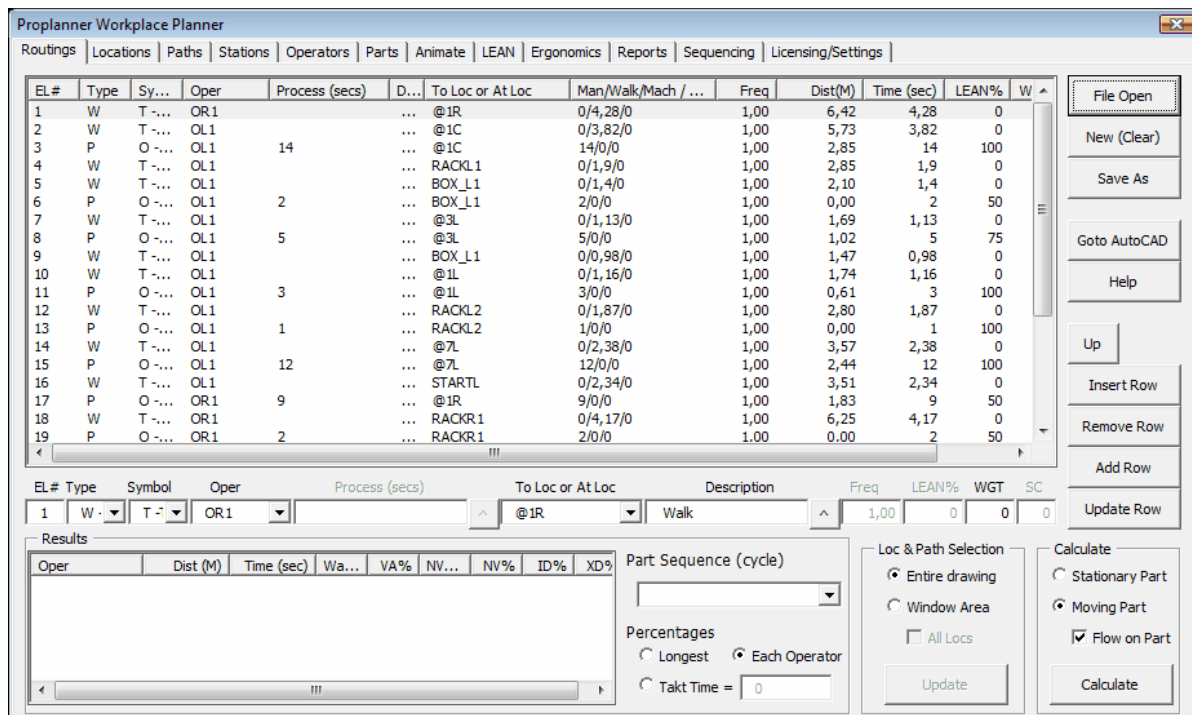 Proplanner Workplace Planner
Routings Locations Paths Stations Operators Parts Animate LEAN Ergonomics Reports Sequencing Licensing/Settings
EL# Type Sy... Oper Process (secs) D... To Loc or At Loc Man/Walk/Mach / ... Freq Dist(M) Time (sec) LEAN% W
1 W T -... OR1 ... @1R 0/4,28/0 1,00 6,42 4,28 0
2 W T -... OL1 ... @1C 0/3,82/0 1,00 5,73 3,82 0
3 P O -... OL1 14 ... @1C 14/0/0 1,00 2,85 14 100
4 W T -... OL1 ... RACKL1 0/1,9/0 1,00 2,85 1,9 0
5 W T -... OL1 ... BOX_L1 0/1,4/0 1,00 2,10 1,4 0
6 P O -... OL1 2 ... BOX_L1 2/0/0 1,00 0,00 2 50
7 W T -... OL1 ... @3L 0/1,13/0 1,00 1,69 1,13 0
8 P O -... OL1 5 ... @3L 5/0/0 1,00 1,02 5 75
9 W T -... OL1 ... BOX_L1 0/0,98/0 1,00 1,47 0,98 0
10 W T -... OL1 ... @1L 0/1,16/0 1,00 1,74 1,16 0
11 P O -... OL1 3 ... @1L 3/0/0 1,00 0,61 3 100
12 W T -... OL1 ... RACKL2 0/1,87/0 1,00 2,80 1,87 0
13 P O -... OL1 1 ... RACKL2 1/0/0 1,00 0,00 1 100
14 W T -... OL1 ... @7L 0/2,38/0 1,00 3,57 2,38 0
15 P O -... OL1 12 ... @7L 12/0/0 1,00 2,44 12 100
16 W T -... OL1 ... STARTL 0/2,34/0 1,00 3,51 2,34 0
17 P O -... OR1 9 ... @1R 9/0/0 1,00 1,83 9 50
18 W T -... OR1 ... RACKR1 0/4,17/0 1,00 6,25 4,17 0
19 P O -... OR1 2 ... RACKR1 2/0/0 1,00 0,00 2 50
File Open
New (Clear)
Save As
Goto AutoCAD
Help
Up
Insert Row
Remove Row
Add Row
Update Row
EL# Type Symbol Oper Process (secs) To Loc or At Loc Description Freq LEAN% WGT SC
1 W - T - OR1 ^ @1R Walk ^ 1,00 0 0 0
Results
Oper Dist (M) Time (sec) Wa... VA% NV... NV% ID% XD%
Part Sequence (cycle)
Percentages
Longest Each Operator
Takt Time = 0
Loc & Path Selection
Entire drawing
Window Area
All Locs
Update
Calculate
Stationary Part
Moving Part
Flow on Part
Calculate